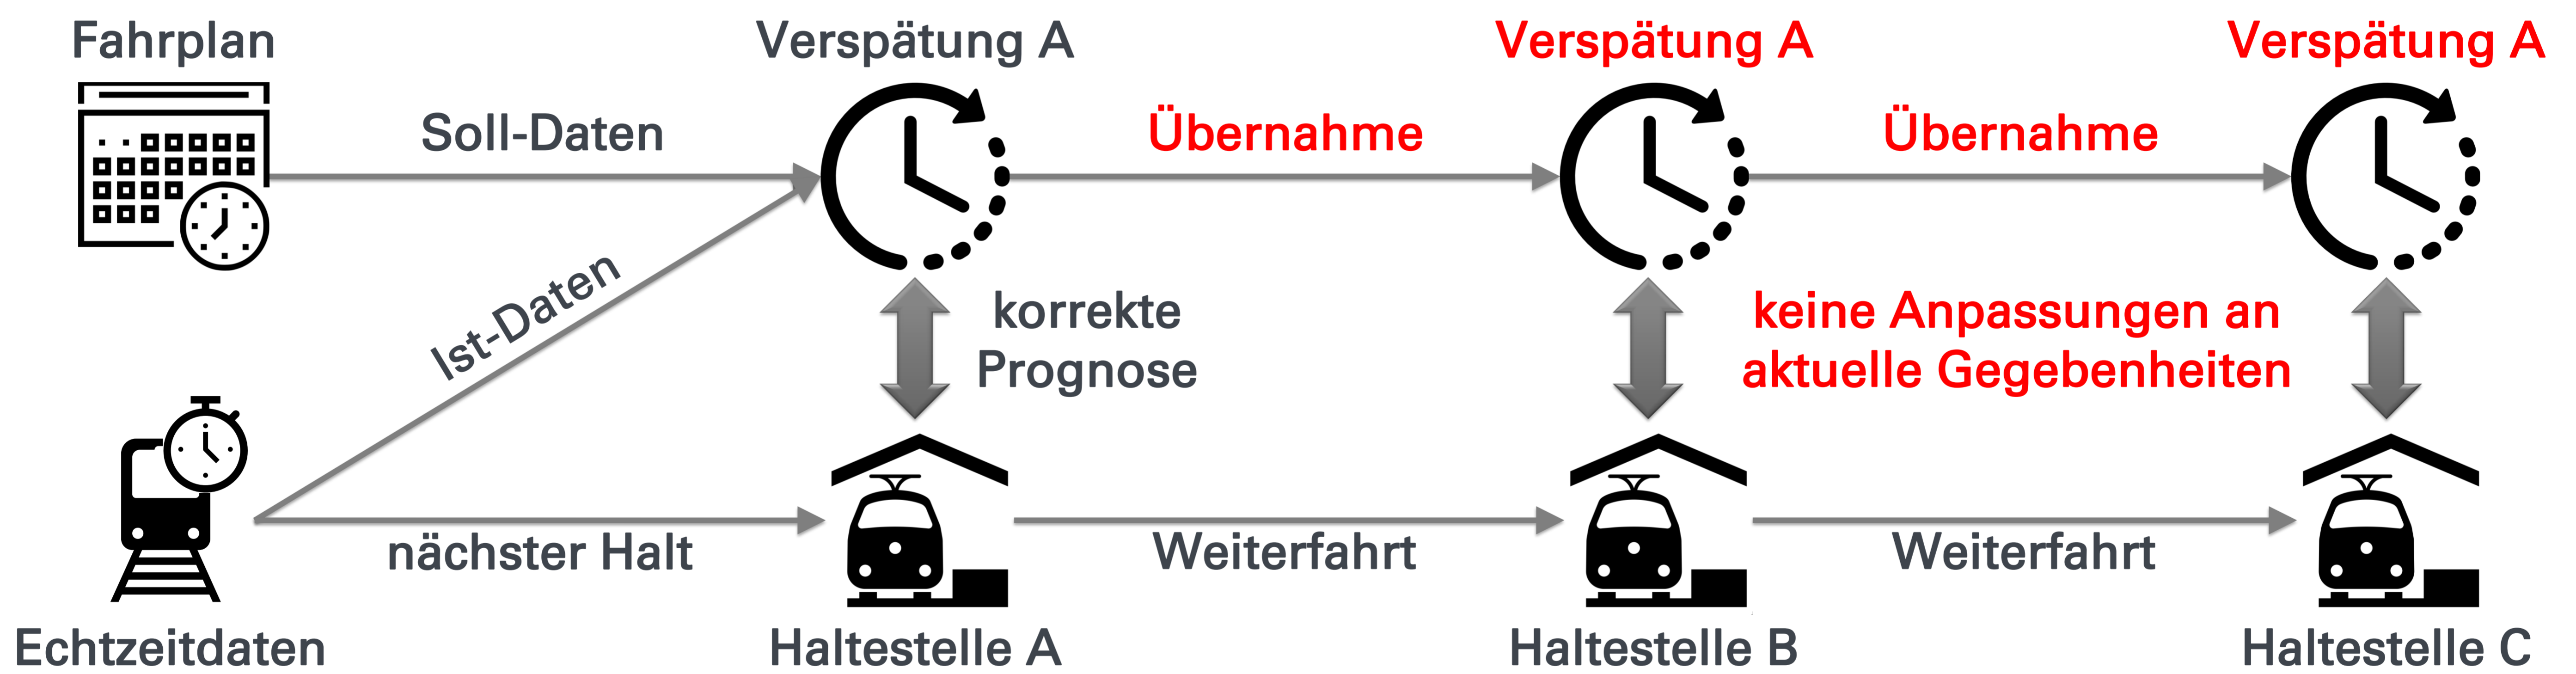 Fahrplan
Verspätung A
Verspätung A
Verspätung A
Soll-Daten
Übernahme
Übernahme
Ist-Daten
korrekte
Prognose
keine Anpassungen an
aktuelle Gegebenheiten
nächster Halt
Weiterfahrt
Weiterfahrt
Echtzeitdaten
Haltestelle A
Haltestelle B
Haltestelle C